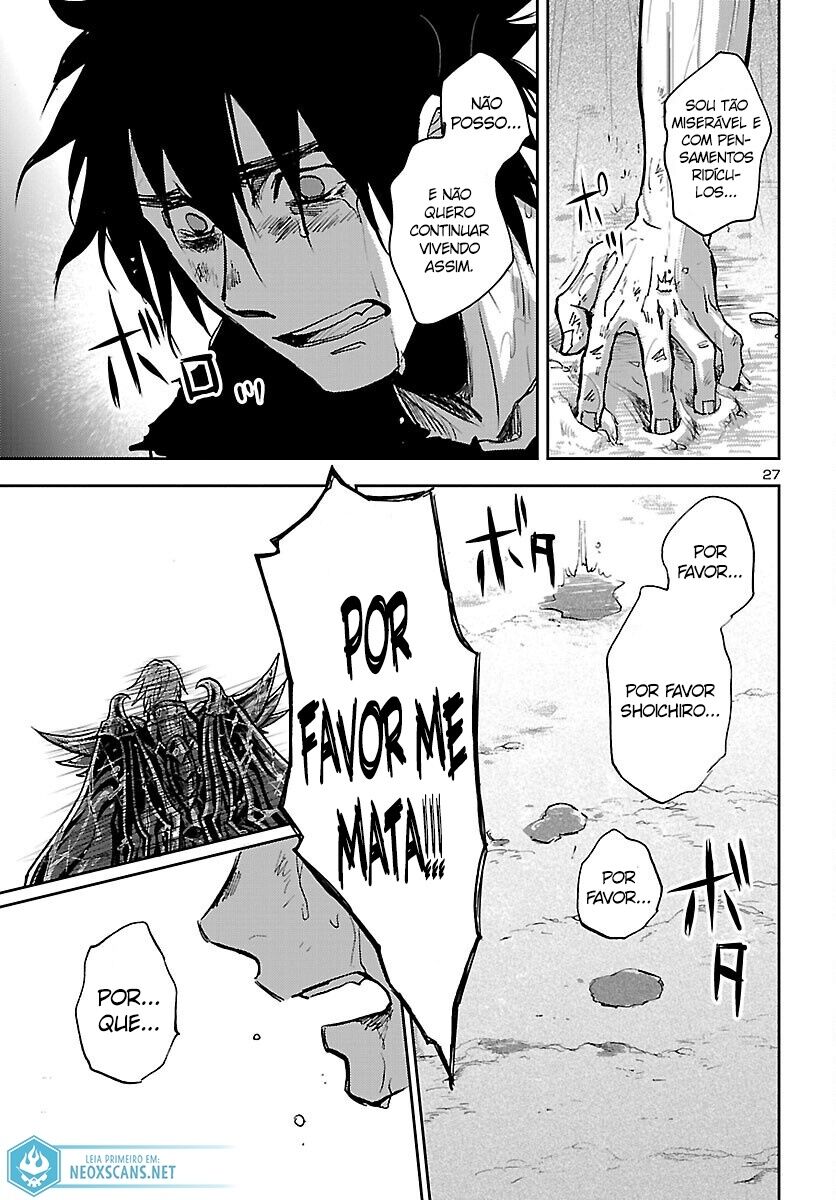 SOU TÃO
MISERÁVEL E
COM PEN-
SAMENTOS
RIDÍCU-
LOS...
ボロ
NÃO
POSSO...
E NÃO
QUERO
CONTINUAR
VIVENDO
ASSIM.
ボロッ
27
POR
FAVOR...
ボタ
POR FAVOR
SHOICHIRO...
POR
FAVOR...
ボタ
POR
FAVOR ME
MATA!!!
POR...
QUE...
LEIA PRIMEIRO EM:
NEOXSCANS.NET